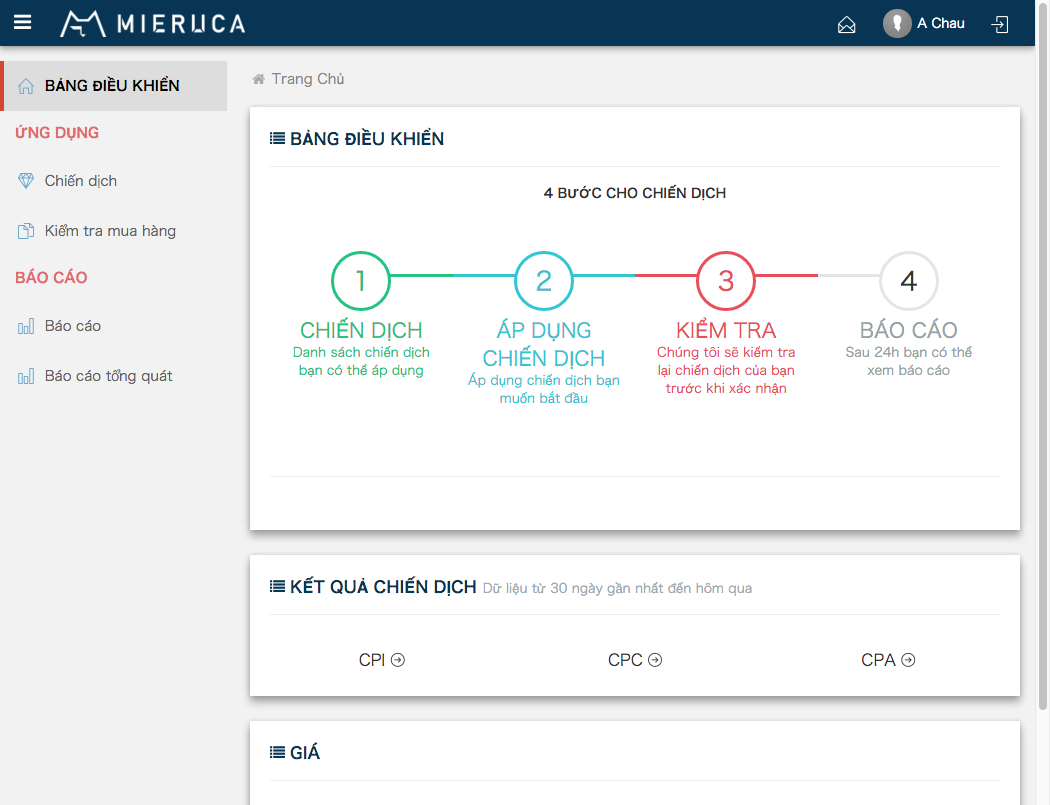 MIERUCA
A Chau
BẢNG ĐIỀU KHIỂN
ỨNG DỤNG
Chiến dịch
Kiểm tra mua hàng
BÁO CÁO
Báo cáo
Báo cáo tổng quát
Trang Chủ
BẢNG ĐIỀU KHIỂN
4 BƯỚC CHO CHIẾN DỊCH
1
CHIẾN DỊCH
Danh sách chiến dịch
bạn có thể áp dụng
2
ÁP DỤNG
CHIẾN DỊCH
Áp dụng chiến dịch bạn
muốn bắt đầu
3
KIỂM TRA
Chúng tôi sẽ kiểm tra
lại chiến dịch của bạn
trước khi xác nhận
4
BÁO CÁO
Sau 24h bạn có thể
xem báo cáo
KẾT QUẢ CHIẾN DỊCH Dữ liệu từ 30 ngày gần nhất đến hôm qua
CPI
CPC
CPA
GIÁ